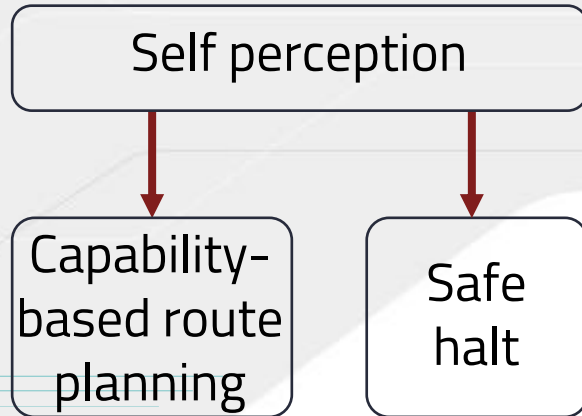 Self perception
Capability-
based route
planning
Safe
halt